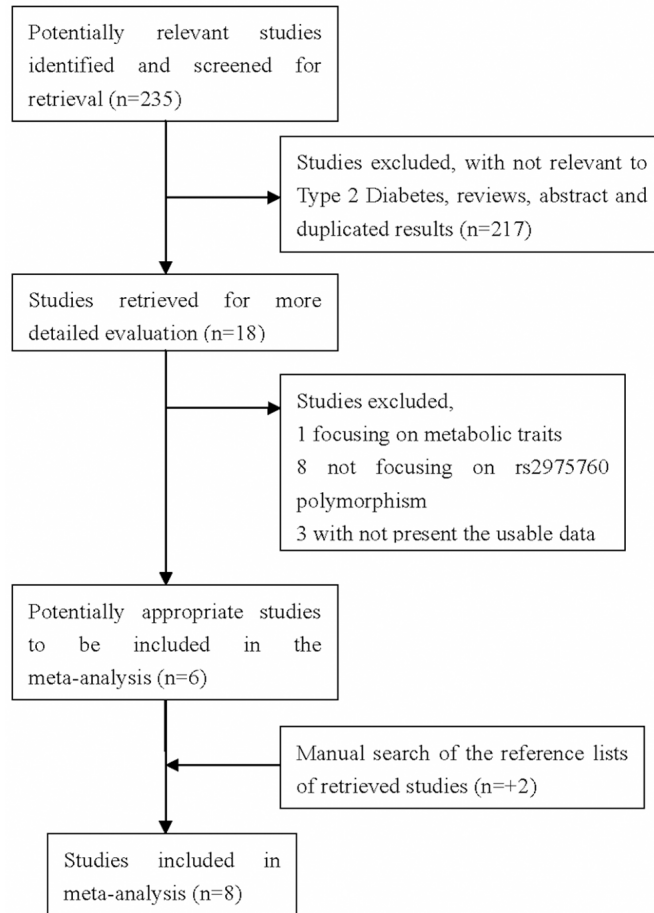 Potentially relevant studies
identified and screened for
retrieval (n=235)
Studies excluded, with not relevant to
Type 2 Diabetes, reviews, abstract and
duplicated results (n=217)
Studies retrieved for more
detailed evaluation (n=18)
Studies excluded,
1 focusing on metabolic traits
8 not focusing on rs2975760
polymorphism
3 with not present the usable data
Potentially appropriate studies
to be included in the
meta-analysis (n=6)
Manual search of the reference lists
of retrieved studies (n=+2)
Studies included in
meta-analysis (n=8)